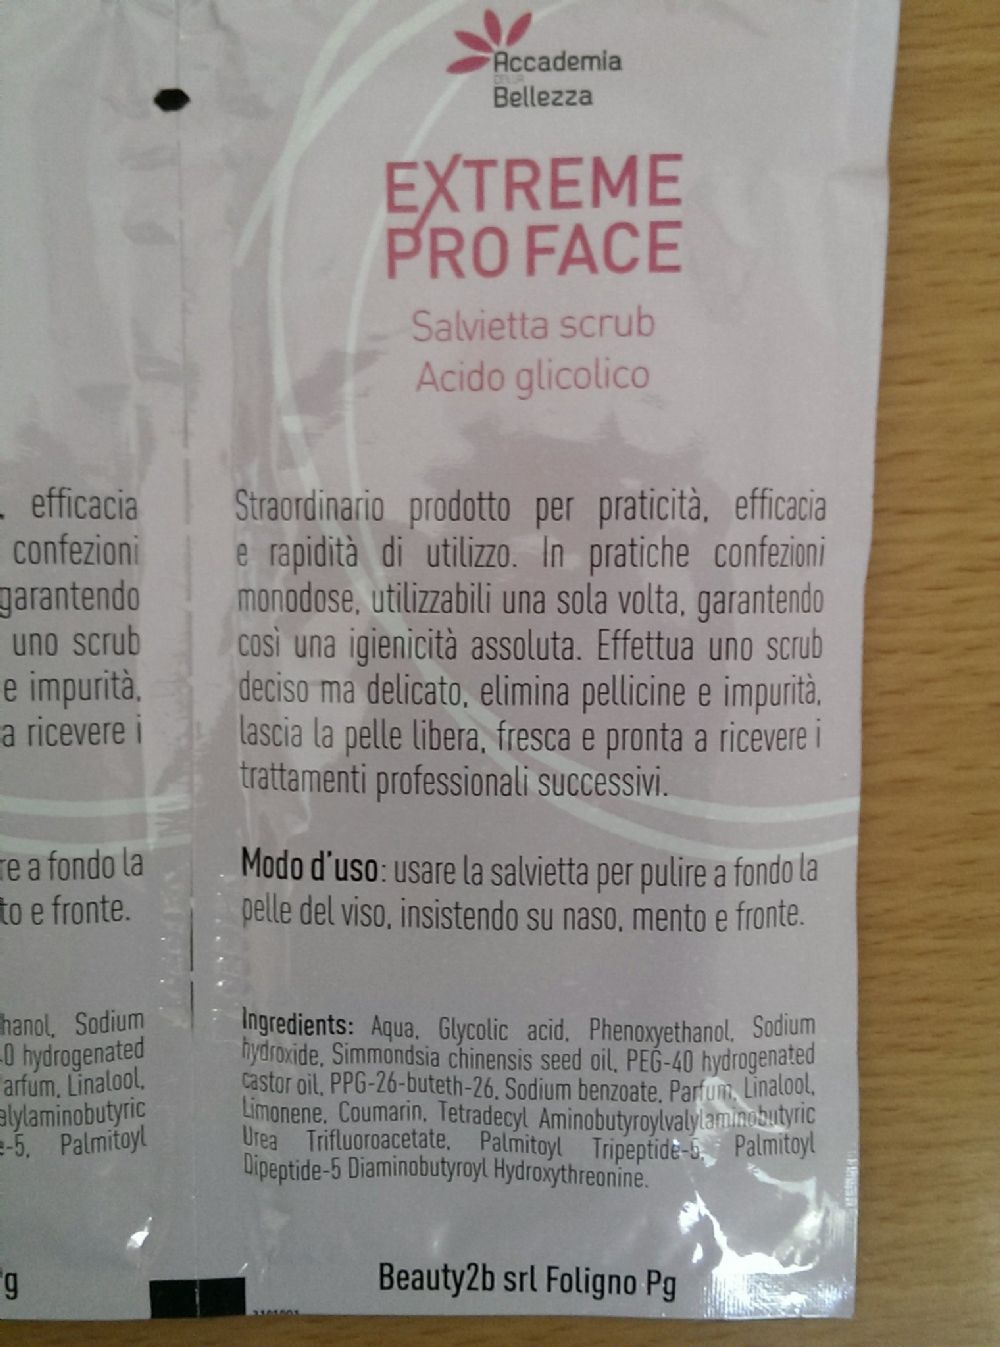 Accademia
DELLA
Bellezza
EXTREME
PRO FACE
Salvietta scrub
Acido glicolico
Straordinario prodotto per praticità, efficacia
e rapidità di utilizzo. In pratiche confezioni
monodose, utilizzabili una sola volta, garantendo
così una igienicità assoluta. Effettua uno scrub
deciso ma delicato, elimina pellicine e impurità,
lascia la pelle libera, fresca e pronta a ricevere i
trattamenti professionali successivi.
Modo d'uso: usare la salvietta per pulire a fondo la
pelle del viso, insistendo su naso, mento e fronte.
Ingredients: Aqua, Glycolic acid, Phenoxyethanol, Sodium
hydroxide, Simmondsia chinensis seed oil, PEG-40 hydrogenated
castor oil, PPG-26-buteth-26, Sodium benzoate, Parfum, Linalool,
Limonene, Coumarin, Tetradecyl Aminobutyroylvalylaminobutyric
Urea Trifluoroacetate, Palmitoyl Tripeptide-5, Palmitoyl
Dipeptide-5 Diaminobutyroyl Hydroxythreonine.
Beauty2b srl Foligno Pg
efficacia
confezioni
garantendo
uno scrub
e impurità,
a ricevere i
re a fondo la
to e fronte.
hanol, Sodium
-0 hydrogenated
arfum, Linalool,
alylaminobutyric
e-5, Palmitoyl
g